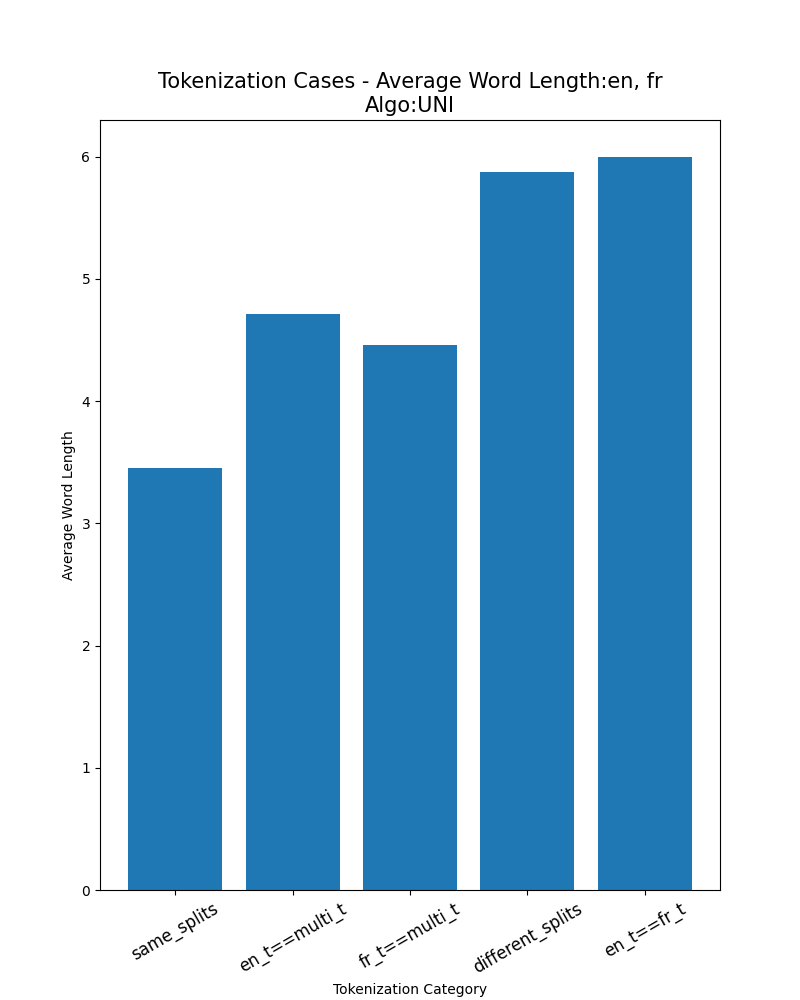 Tokenization Cases - Average Word Length:en, fr
Algo:UNI
6
5
4
3
2
1
0
Average Word Length
same_splits
en_t==multi_t
fr_t==multi_t
different_splits
en_t==fr_t
Tokenization Category